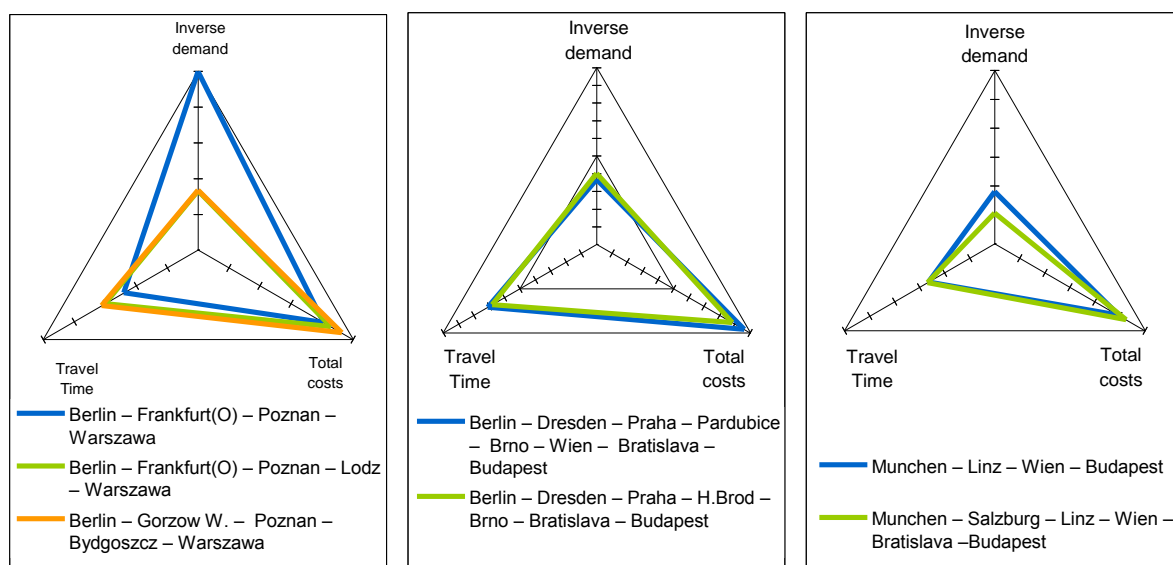 Inverse
demand
Travel
Time
Total
costs
Berlin – Frankfurt(O) – Poznan –
Warszawa
Berlin – Frankfurt(O) – Poznan – Lodz
– Warszawa
Berlin – Gorzow W. – Poznan –
Bydgoszcz – Warszawa
Inverse
demand
Travel
Time
Total
costs
Berlin – Dresden – Praha – Pardubice
– Brno – Wien – Bratislava –
Budapest
Berlin – Dresden – Praha – H.Brod –
Brno – Bratislava – Budapest
Inverse
demand
Travel
Time
Total
costs
Munchen – Linz – Wien – Budapest
Munchen – Salzburg – Linz – Wien –
Bratislava –Budapest